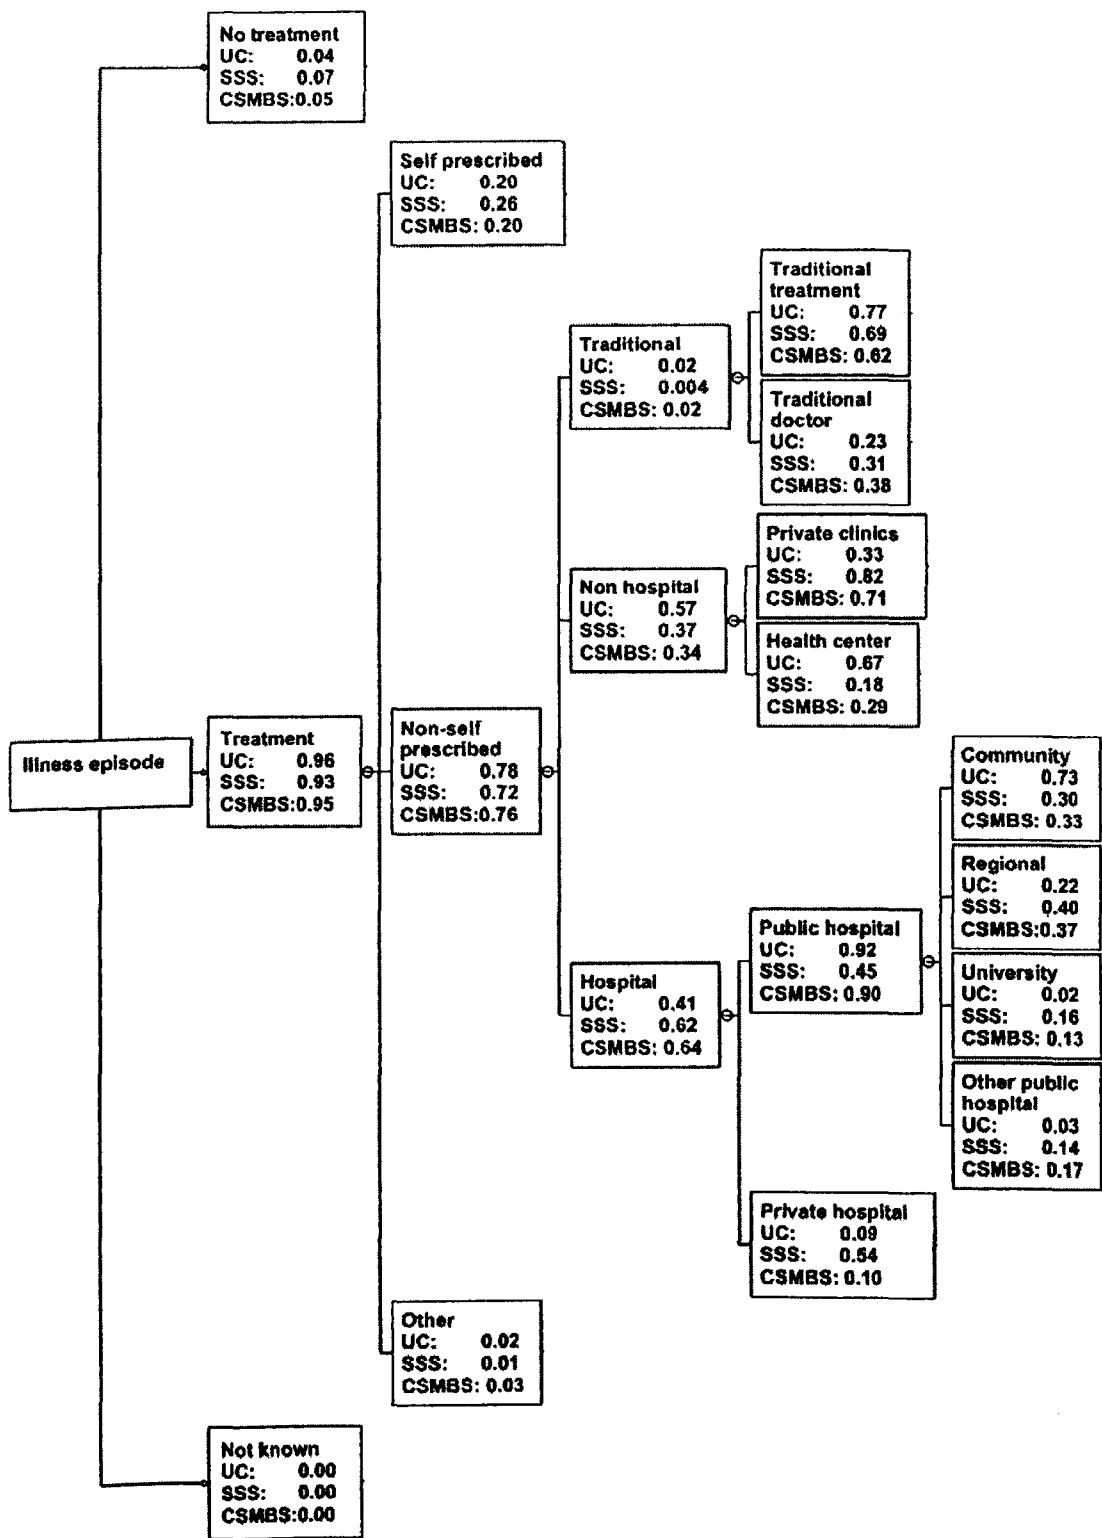 No treatment
UC: 0.04
SSS: 0.07
CSMBS:0.05
Self prescribed
UC: 0.20
SSS: 0.26
CSMBS: 0.20
Traditional
treatment
UC: 0.77
SSS: 0.69
CSMBS: 0.62
Traditional
UC: 0.02
SSS: 0.004
CSMBS: 0.02
Traditional
doctor
UC: 0.23
SSS: 0.31
CSMBS: 0.38
Private clinics
UC: 0.33
SSS: 0.82
CSMBS: 0.71
Non hospital
UC: 0.57
SSS: 0.37
CSMBS: 0.34
Health center
UC: 0.67
SSS: 0.18
CSMBS: 0.29
Illness episode
Treatment
UC: 0.96
SSS: 0.93
CSMBS:0.95
Non-self
prescribed
UC: 0.78
SSS: 0.72
CSMBS:0.76
Community
UC: 0.73
SSS: 0.30
CSMBS: 0.33
Regional
UC: 0.22
SSS: 0.40
CSMBS:0.37
Public hospital
UC: 0.92
SSS: 0.45
CSMBS: 0.90
Hospital
UC: 0.41
SSS: 0.62
CSMBS: 0.64
University
UC: 0.02
SSS: 0.16
CSMBS: 0.13
Other public
hospital
UC: 0.03
SSS: 0.14
CSMBS: 0.17
Private hospital
UC: 0.09
SSS: 0.54
CSMBS: 0.10
Other
UC: 0.02
SSS: 0.01
CSMBS: 0.03
Not known
UC: 0.00
SSS: 0.00
CSMBS:0.00